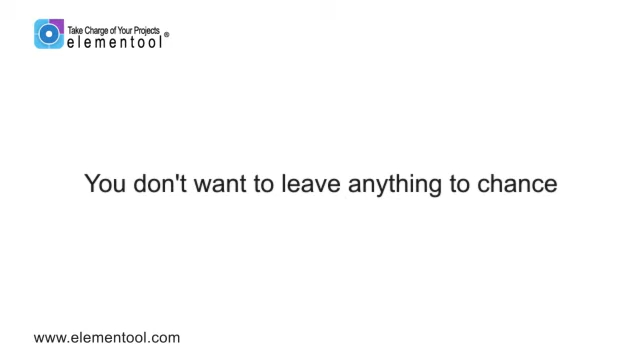 Take Charge of Your Projects
elementool®
You don't want to leave anything to chance
www.elementool.com